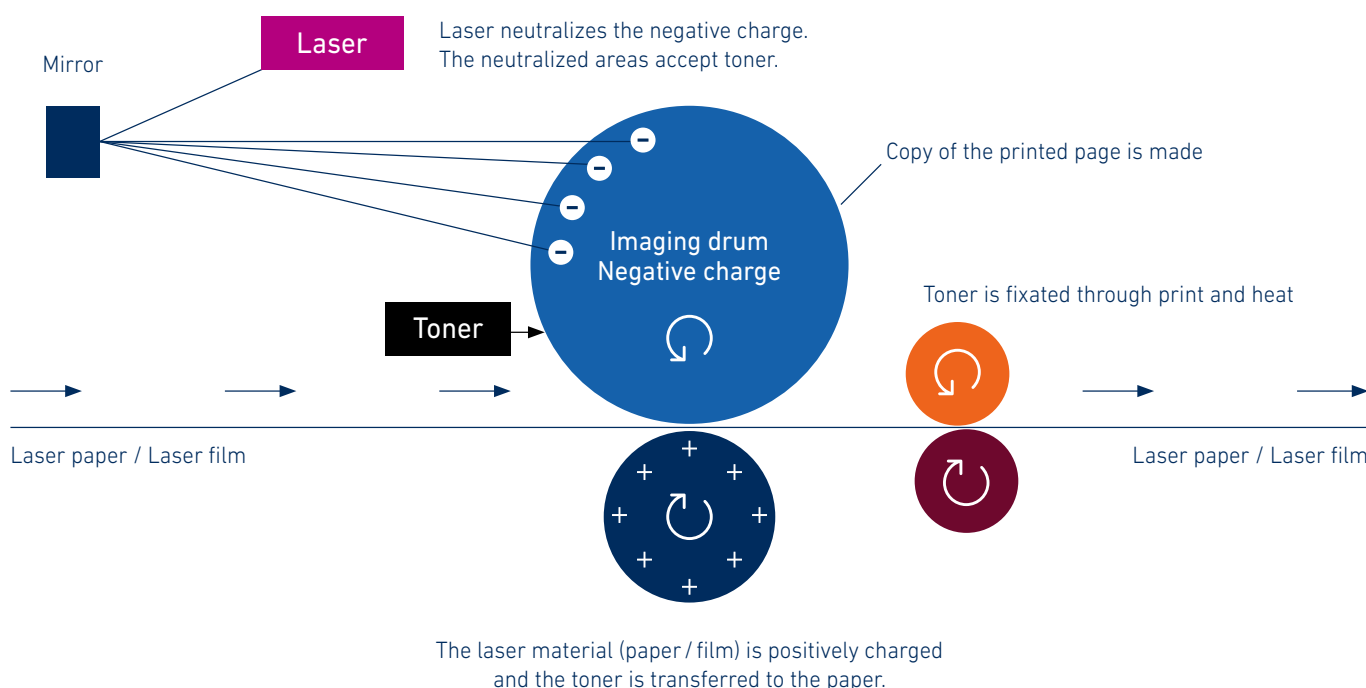 Laser
Laser neutralizes the negative charge.
The neutralized areas accept toner.
Mirror
Copy of the printed page is made
Imaging drum
Negative charge
Toner is fixated through print and heat
Toner
Laser paper / Laser film
Laser paper / Laser film
The laser material (paper / film) is positively charged
and the toner is transferred to the paper.